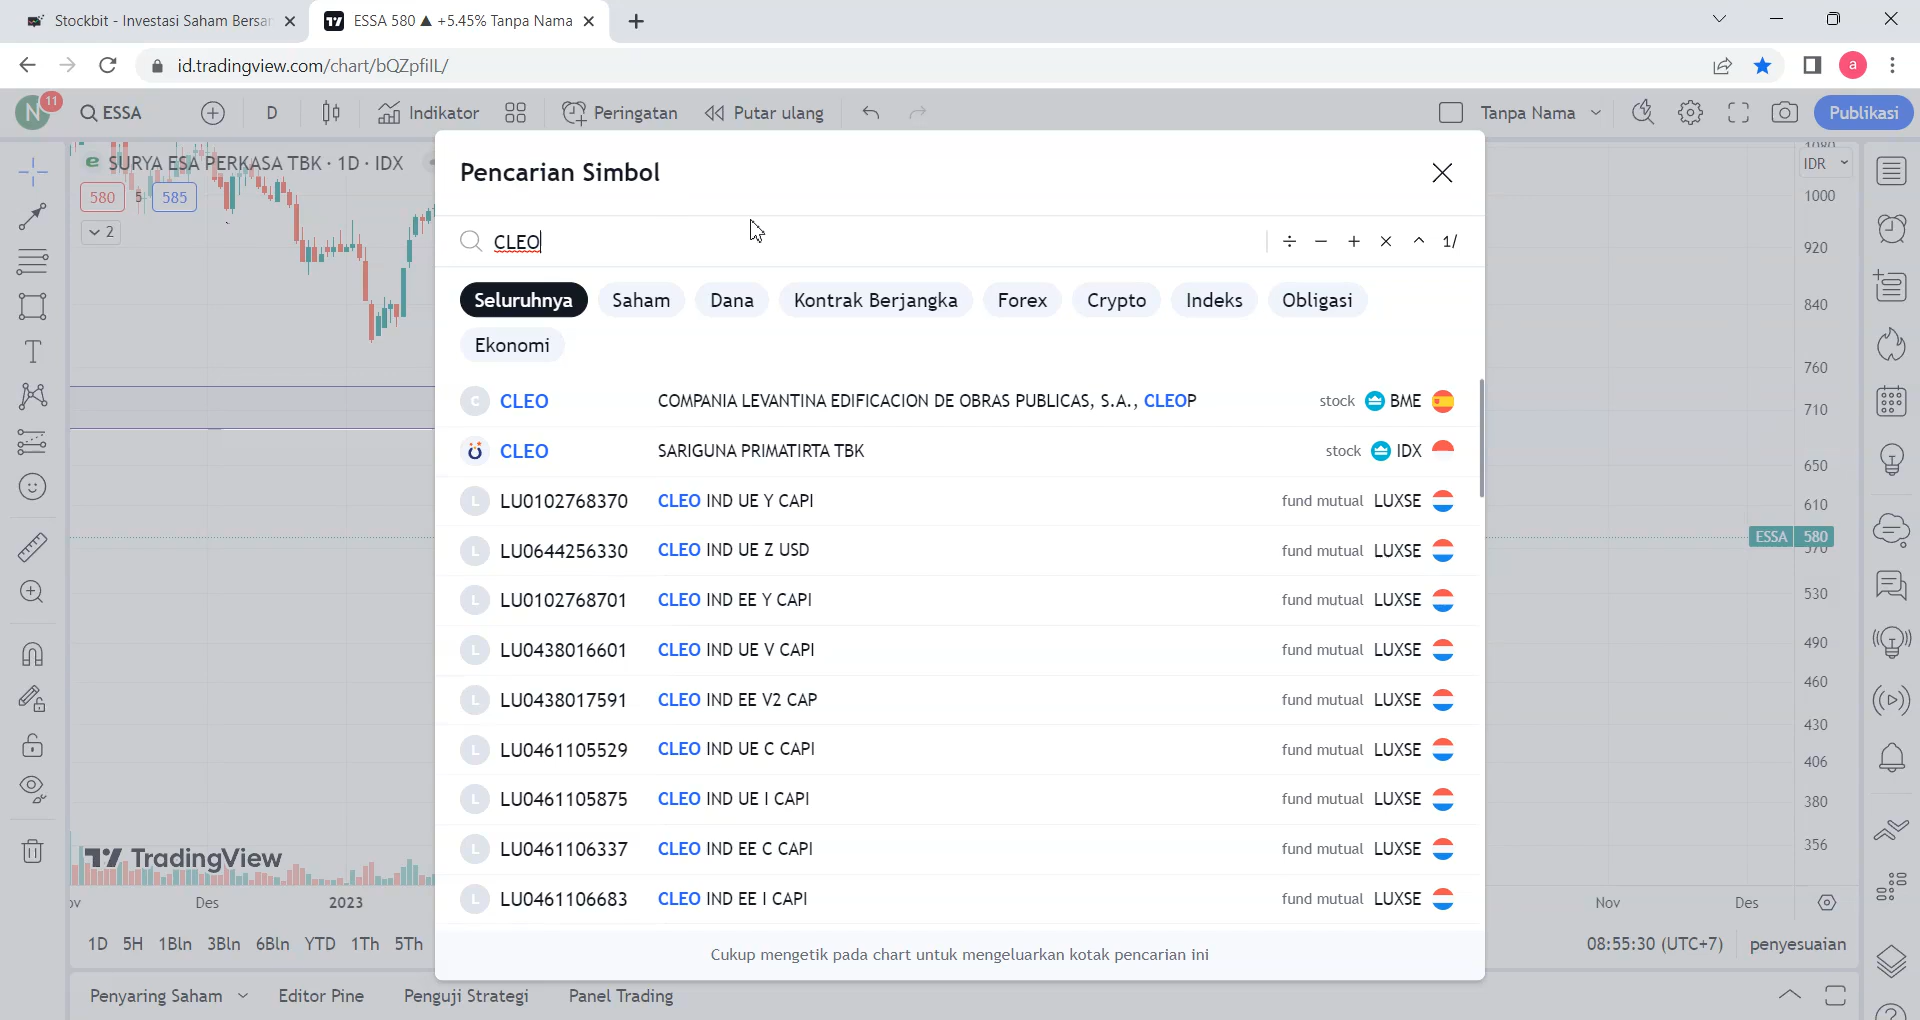 Stockbit - Investasi Saham Bersar
ESSA 580 ▲ +5.45% Tanpa Nama
id.tradingview.com/chart/bQZpfilL/
a
N 11 ESSA D Indikator Peringatan Putar ulang Tanpa Nama Publikasi
SURYA ESA PERKASA TBK · 1D · IDX
580 5 585
2
Pencarian Simbol
CLEO ÷ − + × ^ 1/
Seluruhnya Saham Dana Kontrak Berjangka Forex Crypto Indeks Obligasi
Ekonomi
C CLEO COMPANIA LEVANTINA EDIFICACION DE OBRAS PUBLICAS, S.A., CLEOP stock BME
CLEO SARIGUNA PRIMATIRTA TBK stock IDX
L LU0102768370 CLEO IND UE Y CAPI fund mutual LUXSE
L LU0644256330 CLEO IND UE Z USD fund mutual LUXSE
L LU0102768701 CLEO IND EE Y CAPI fund mutual LUXSE
L LU0438016601 CLEO IND UE V CAPI fund mutual LUXSE
L LU0438017591 CLEO IND EE V2 CAP fund mutual LUXSE
L LU0461105529 CLEO IND UE C CAPI fund mutual LUXSE
L LU0461105875 CLEO IND UE I CAPI fund mutual LUXSE
L LU0461106337 CLEO IND EE C CAPI fund mutual LUXSE
L LU0461106683 CLEO IND EE I CAPI fund mutual LUXSE
Cukup mengetik pada chart untuk mengeluarkan kotak pencarian ini
IDR
1000
920
840
760
710
650
610
ESSA 580
530
490
460
430
406
380
356
TradingView
Des 2023 Nov Des
1D 5H 1Bln 3Bln 6Bln YTD 1Th 5Th
08:55:30 (UTC+7) penyesuaian
Penyaring Saham Editor Pine Penguji Strategi Panel Trading